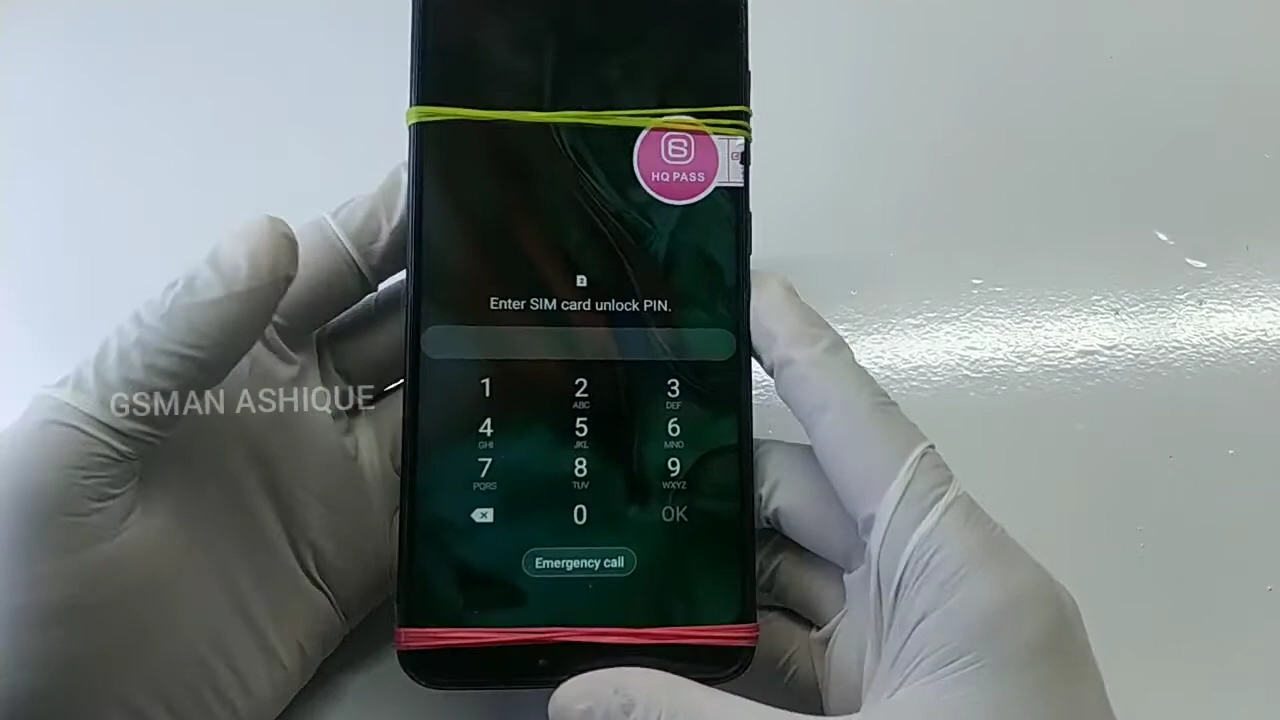 HQ PASS
2
Enter SIM card unlock PIN.
GSMAN ASHIQUE
1 2 3
ABC DEF
4 5 6
GHI JKL MNO
7 8 9
PQRS TUV WXYZ
0 OK
Emergency call